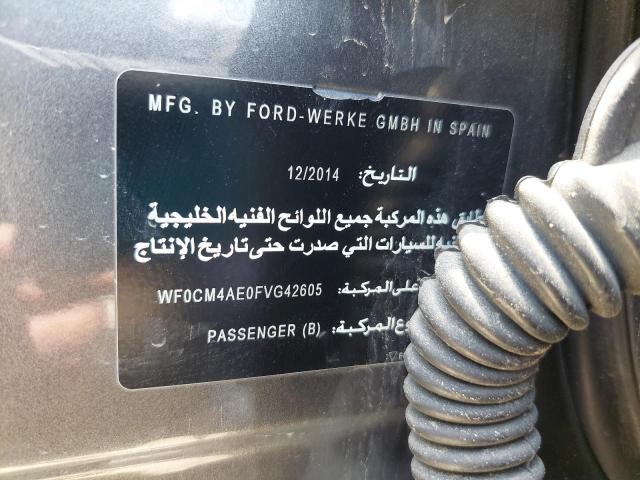 MFG. BY FORD-WERKE GMBH IN SPAIN
التاريخ: 12/2014
هذه المركبة جميع اللوائح الفنيه الخليجية
للسيارات التي صدرت حتى تاريخ الإنتاج
على المركبة: WF0CM4AE0FVG42605
المركبة: PASSENGER (B)